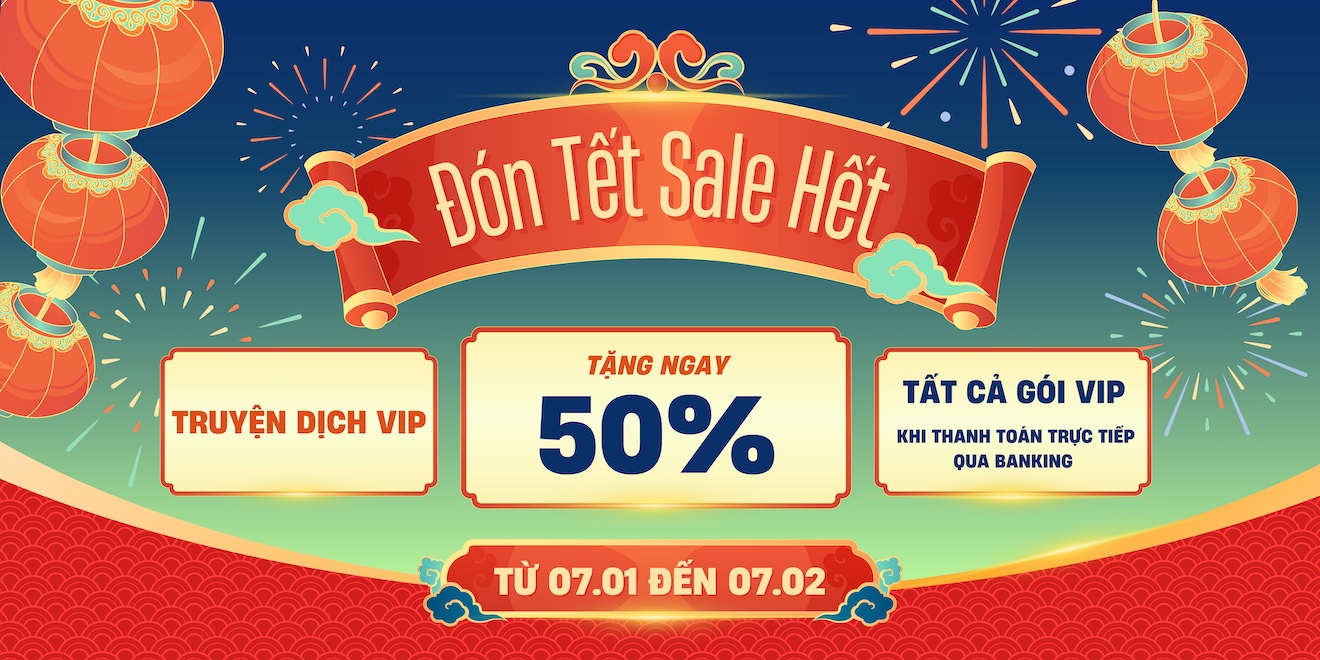 Đón Tết Sale Hết
TRUYỆN DỊCH VIP
TẶNG NGAY
50%
TẤT CẢ GÓI VIP
KHI THANH TOÁN TRỰC TIẾP
QUA BANKING
TỪ 07.01 ĐẾN 07.02